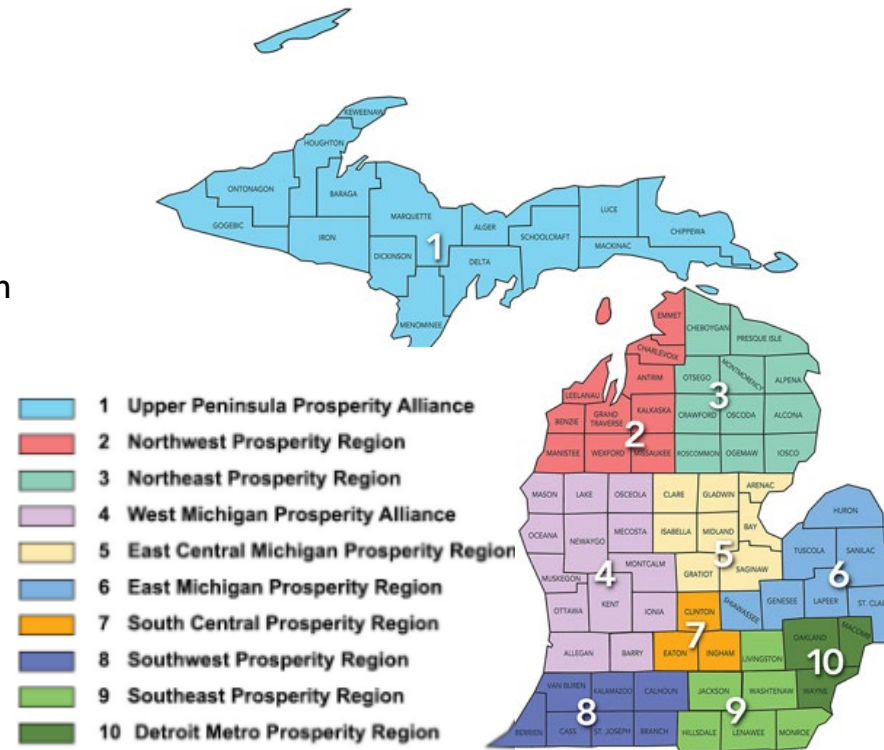 KEWEENAW
HOUGHTON
ONTONAGON
BARAGA
GOGEBIC
MARQUETTE
LUCE
ALGER
CHIPPEWA
IRON
SCHOOLCRAFT
MACKINAC
1
DICKINSON
DELTA
n
MENOMINEE
EMMET
CHEBOYGAN
PRESQUE ISLE
CHARLEVOIX
ANTRIM
OTSEGO
MONTMORENCY
ALPENA
3
LEELANAU
BENZIE
GRAND
TRAVERSE
KALKASKA
CRAWFORD
OSCODA
ALCONA
2
MANISTEE
WEXFORD
MISSAUKEE
ROSCOMMON
OGEMAW
IOSCO
1 Upper Peninsula Prosperity Alliance
2 Northwest Prosperity Region
3 Northeast Prosperity Region
4 West Michigan Prosperity Alliance
5 East Central Michigan Prosperity Region
6 East Michigan Prosperity Region
7 South Central Prosperity Region
8 Southwest Prosperity Region
9 Southeast Prosperity Region
10 Detroit Metro Prosperity Region
MASON
LAKE
OSCEOLA
CLARE
GLADWIN
ARENAC
HURON
OCEANA
NEWAYGO
MECOSTA
ISABELLA
MIDLAND
BAY
TUSCOLA
SANILAC
5
MUSKEGON
4
MONTCALM
GRATIOT
SAGINAW
6
OTTAWA
KENT
IONIA
CLINTON
SHIAWASSEE
GENESEE
LAPEER
ST. CLAI
7
ALLEGAN
BARRY
EATON
INGHAM
LIVINGSTON
OAKLAND
MACOMB
10
VAN BUREN
KALAMAZOO
CALHOUN
JACKSON
WASHTENAW
WAYNE
8
9
BERRIEN
CASS
ST. JOSEPH
BRANCH
HILLSDALE
LENAWEE
MONROE